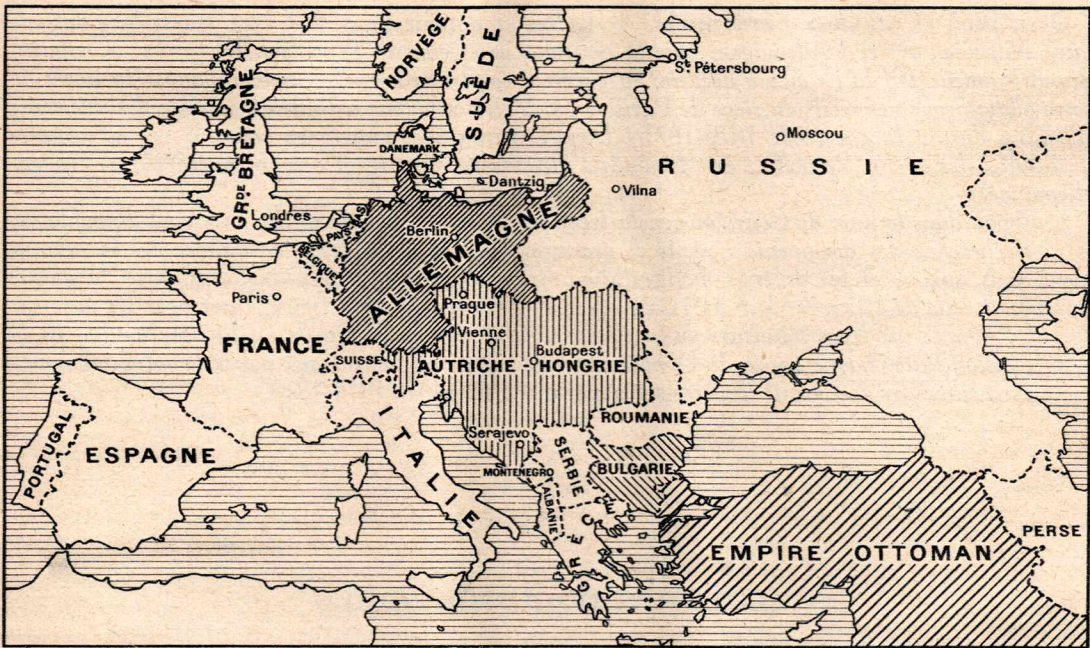 NORVÈGE
SUÈDE
St Pétersbourg
Moscou
RUSSIE
DANEMARK
GRDE BRETAGNE
Dantzig
Vilna
Londres
PAYS-BAS
BELGIQUE
Berlin
ALLEMAGNE
Paris
Prague
Vienne
FRANCE
SUISSE
Budapest
AUTRICHE - HONGRIE
ITALIE
ROUMANIE
PORTUGAL
ESPAGNE
Serajevo
SERBIE
BULGARIE
MONTENEGRO
ALBANIE
GRÈCE
EMPIRE OTTOMAN
PERSE